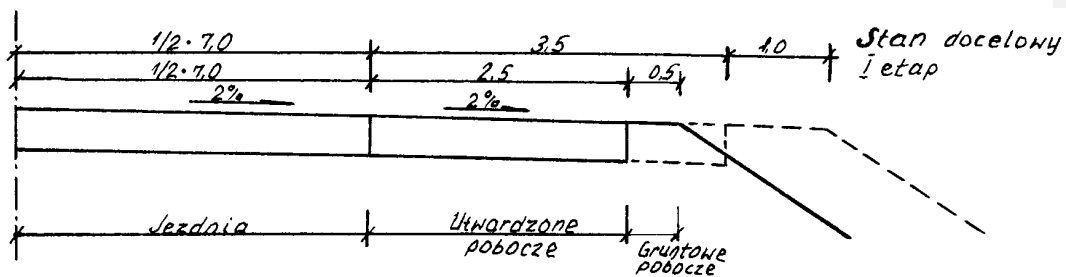 1/2·7,0 3,5 1,0 Stan docelowy
1/2·7,0 2,5 0,5 I etap
2% 2%
Jezdnia Utwardzone pobocze Gruntowe pobocze